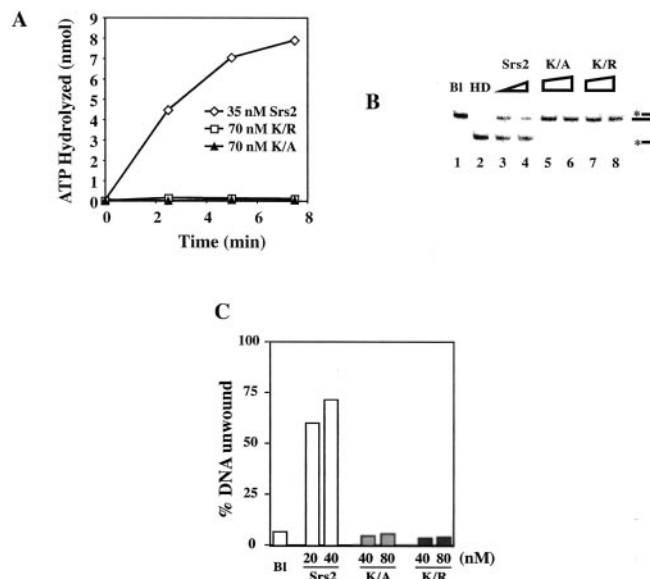 A
ATP Hydrolyzed (nmol)
9
8
7
6
5
4
3
2
1
0
0 2 4 6 8
Time (min)
35 nM Srs2
70 nM K/R
70 nM K/A
B
Srs2 K/A K/R
Bl HD
*
*
1 2 3 4 5 6 7 8
C
% DNA unwound
100
75
50
25
0
Bl 20 40 40 80 40 80 (nM)
Srs2 K/A K/R